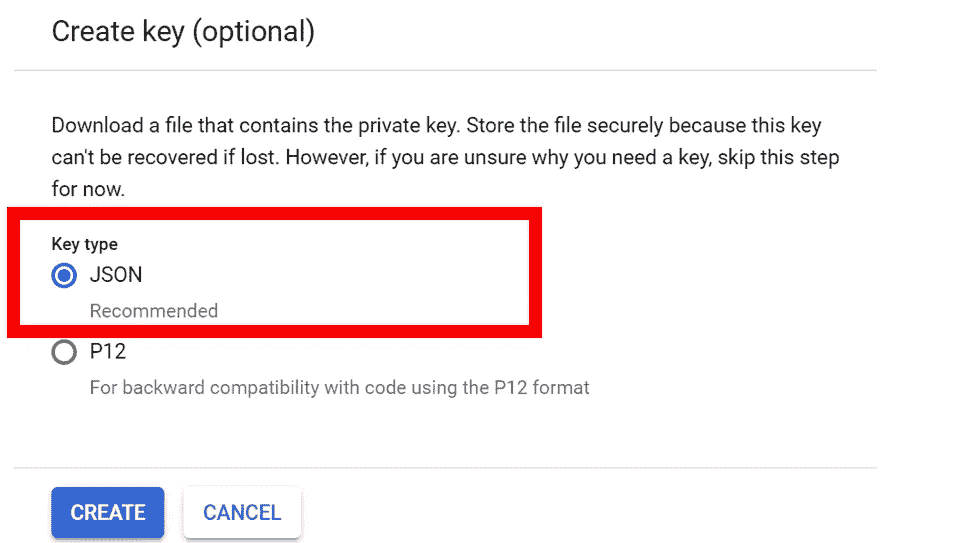 Create key (optional)
Download a file that contains the private key. Store the file securely because this key
can't be recovered if lost. However, if you are unsure why you need a key, skip this step
for now.
Key type
JSON
Recommended
P12
For backward compatibility with code using the P12 format
CREATE
CANCEL